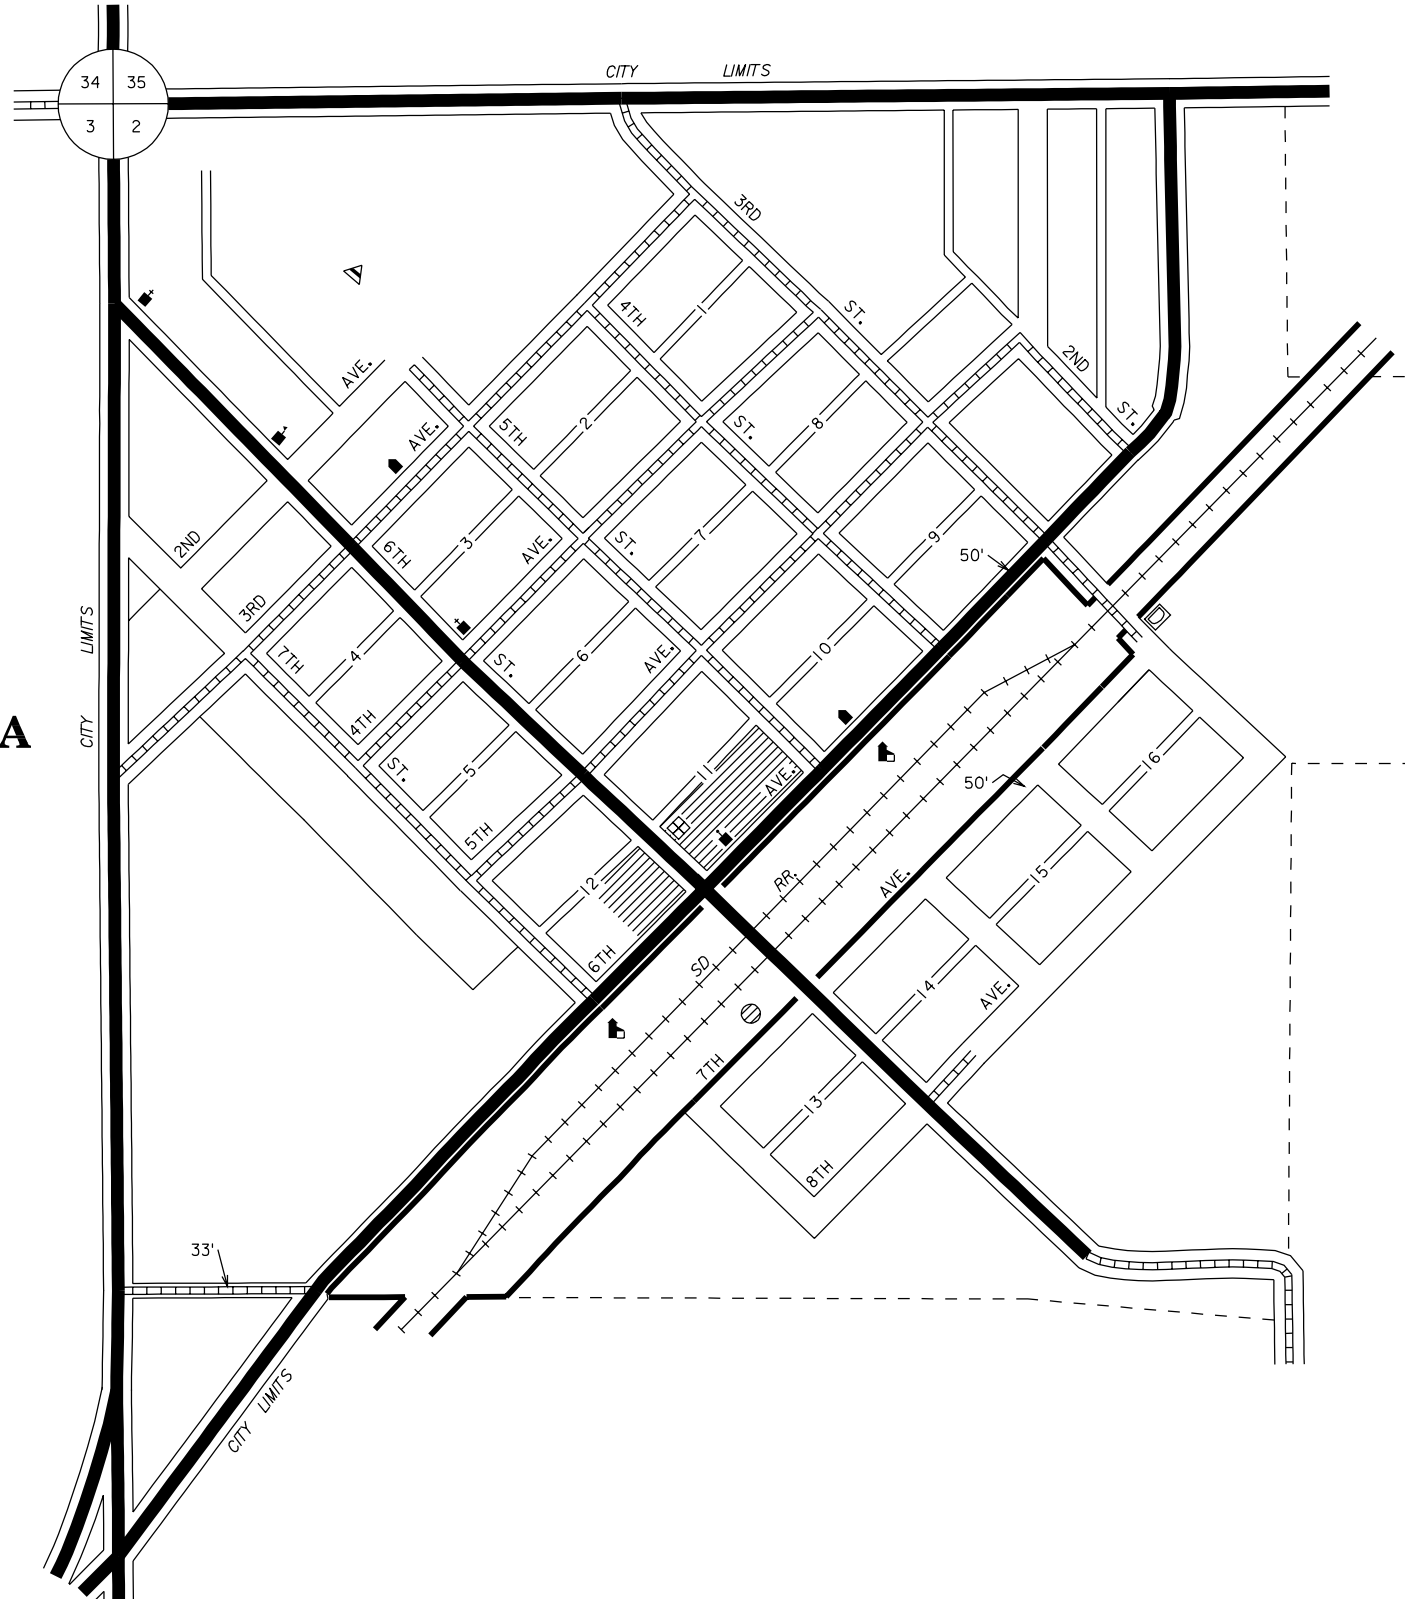 CITY LIMITS
34 35
3 2
3RD
ST.
4TH
1
2ND
ST.
AVE.
5TH
2
ST.
8
AVE.
6TH
3
AVE.
ST.
7
9
50'
2ND
3RD
7TH
4
ST.
6
AVE.
10
CITY LIMITS
A
4TH
ST.
5
5TH
11
AVE.
50'
16
12
6TH
RR.
SD
AVE.
15
14
AVE.
7TH
13
8TH
33'
CITY LIMITS